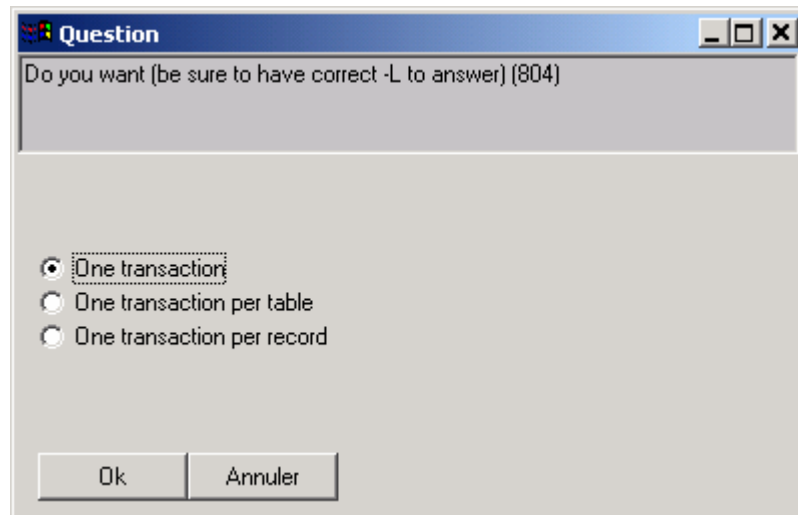 Question
Do you want (be sure to have correct -L to answer) (804)
One transaction
One transaction per table
One transaction per record
Ok Annuler